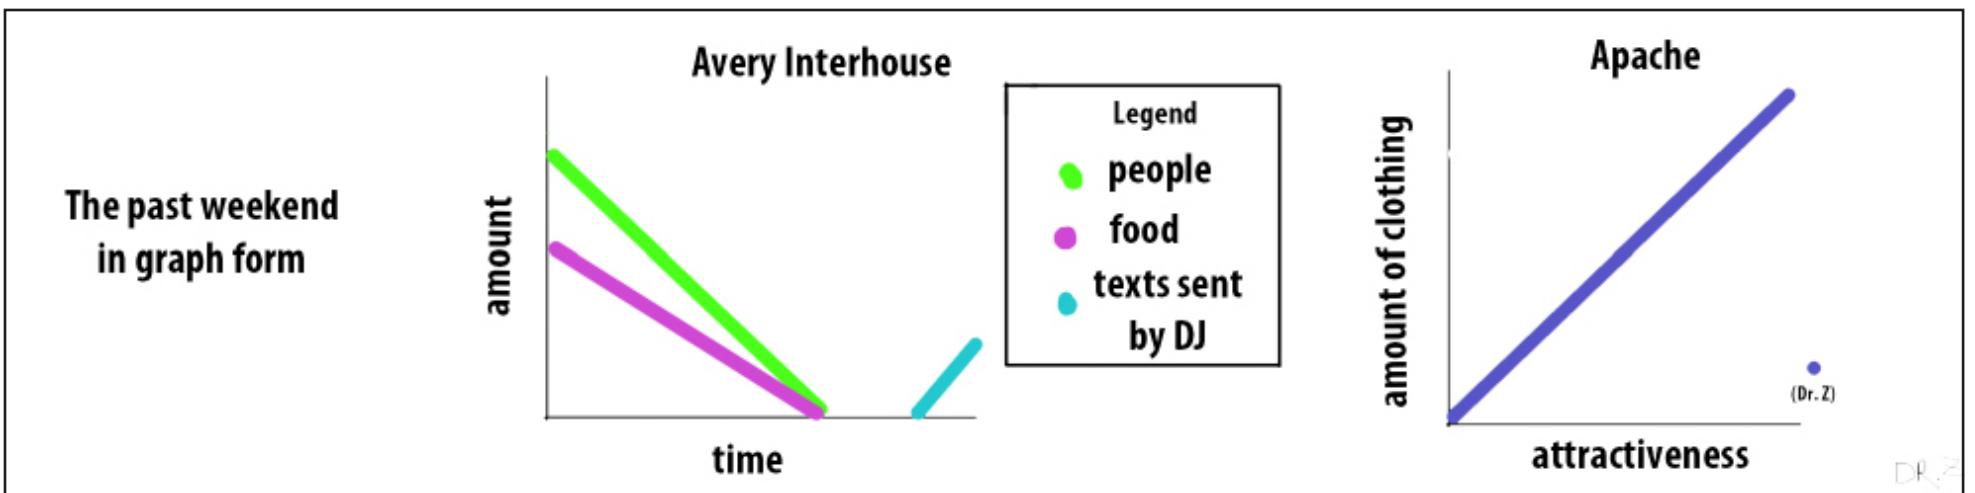 The past weekend
in graph form
Avery Interhouse
amount
time
Legend
people
food
texts sent
by DJ
Apache
amount of clothing
attractiveness
(Dr. Z)
DR. Z